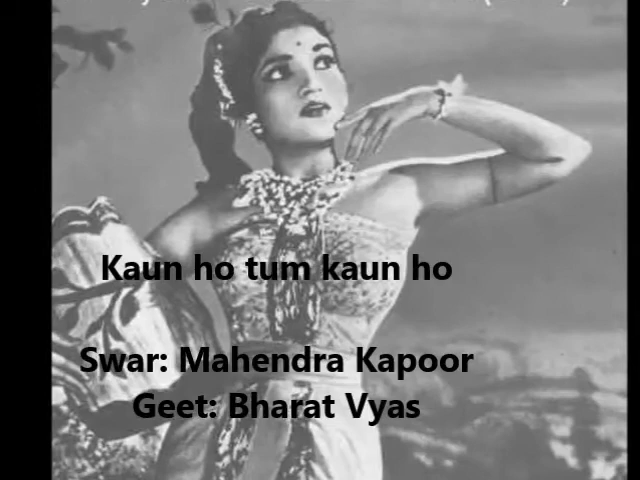 Kaun ho tum kaun ho
Swar: Mahendra Kapoor
Geet: Bharat Vyas